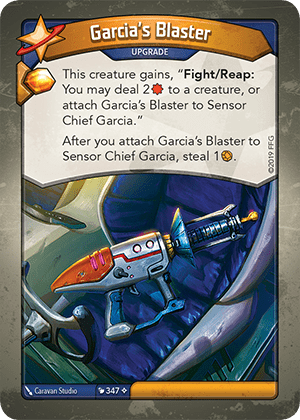 Garcia's Blaster
UPGRADE
This creature gains, “Fight/Reap:
You may deal 2 to a creature, or
attach Garcia's Blaster to Sensor
Chief Garcia.”
After you attach Garcia's Blaster to
Sensor Chief Garcia, steal 1.
©2019 FFG
Caravan Studio
347